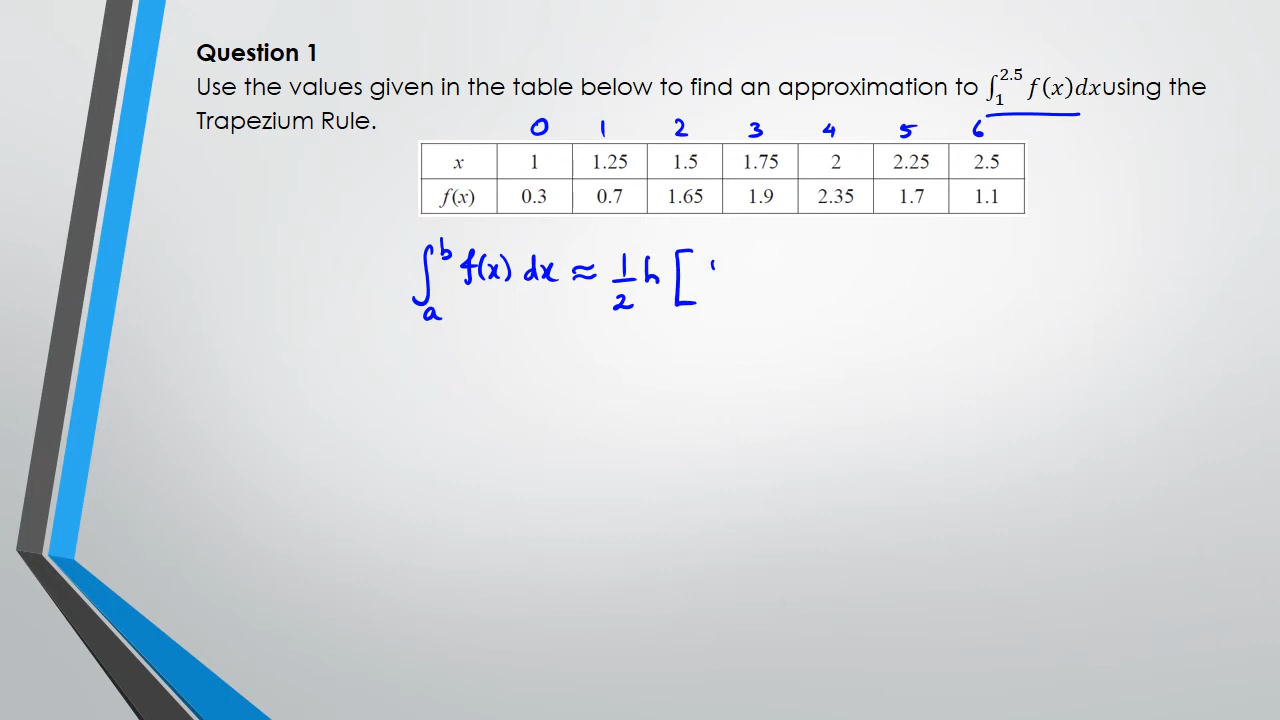 Question 1
Use the values given in the table below to find an approximation to ∫₁^2.5 f(x)dx using the
Trapezium Rule.
0 1 2 3 4 5 6
x 1 1.25 1.5 1.75 2 2.25 2.5
f(x) 0.3 0.7 1.65 1.9 2.35 1.7 1.1
∫ₐ^b f(x) dx ≈ 1/2 h [